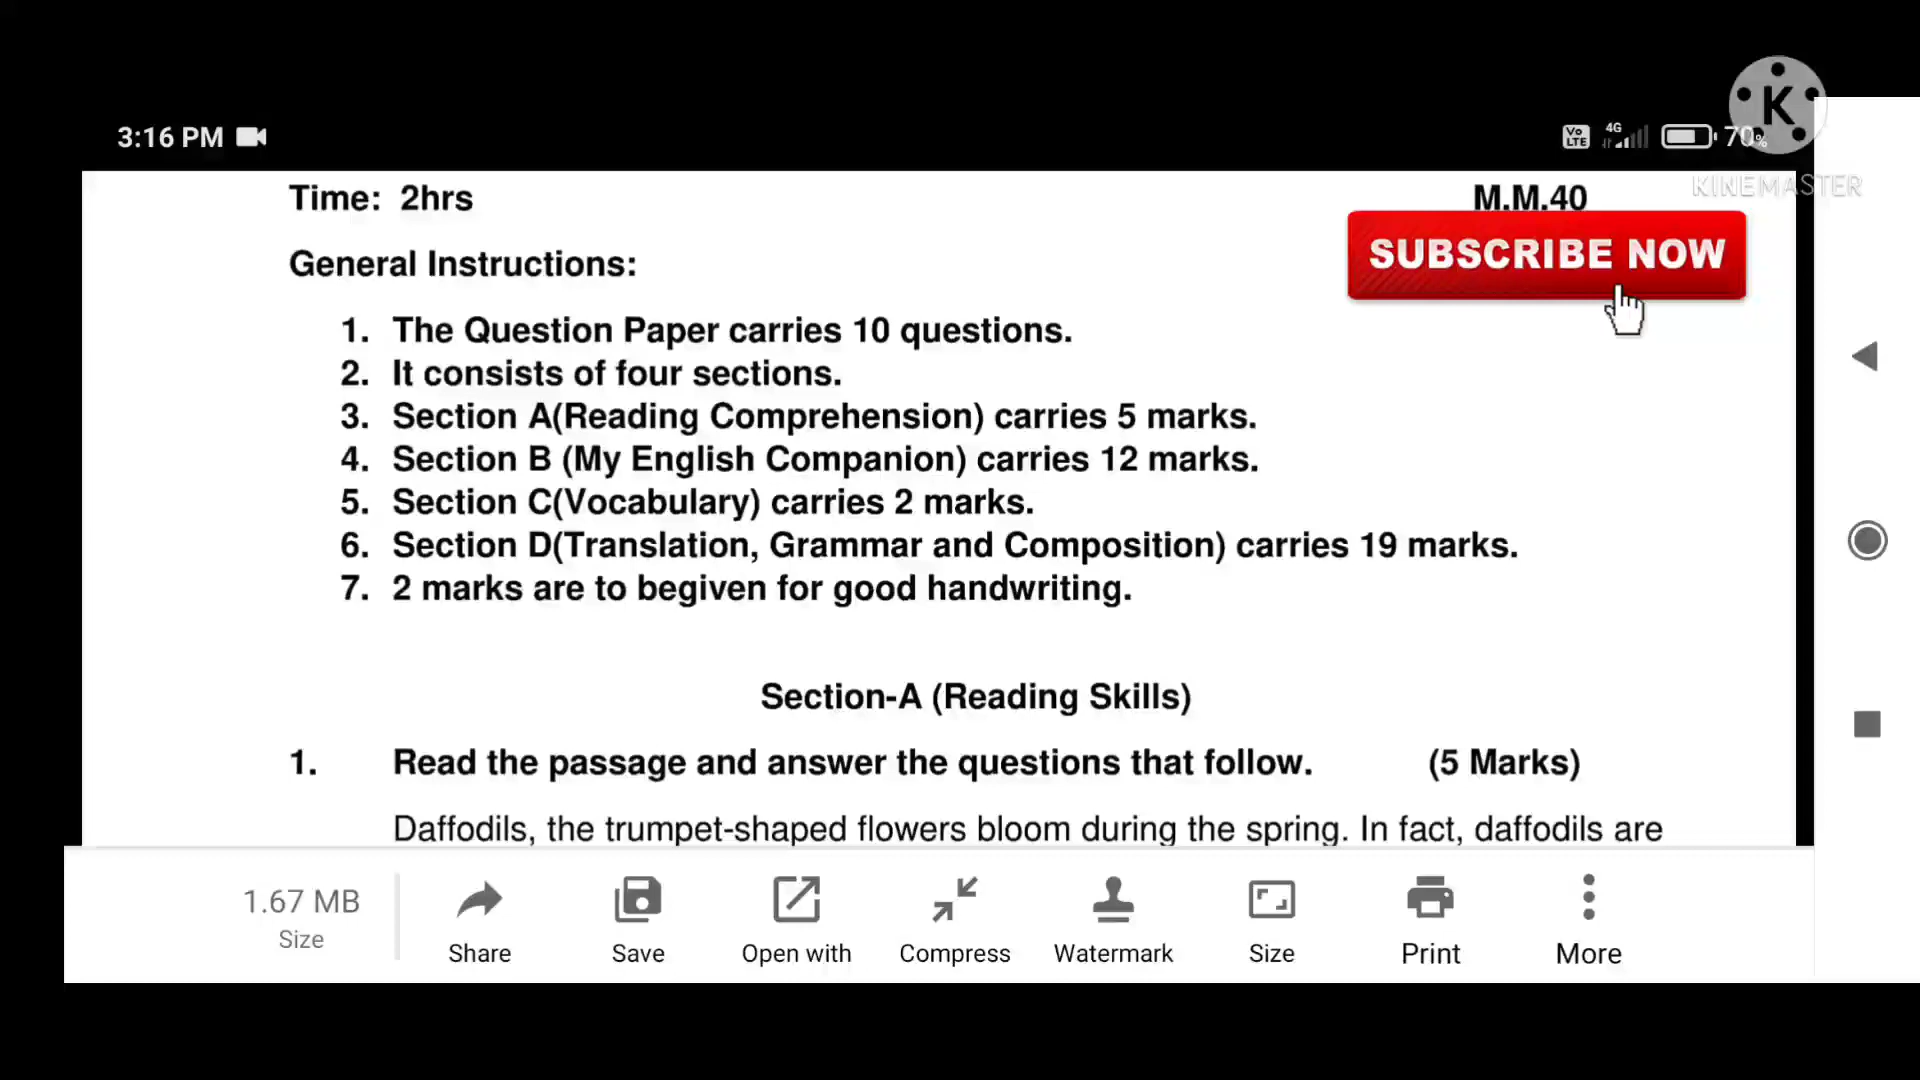 3:16 PM
Vo LTE 4G 70%
K
KINEMASTER
Time: 2hrs M.M.40
SUBSCRIBE NOW
General Instructions:
1. The Question Paper carries 10 questions.
2. It consists of four sections.
3. Section A(Reading Comprehension) carries 5 marks.
4. Section B (My English Companion) carries 12 marks.
5. Section C(Vocabulary) carries 2 marks.
6. Section D(Translation, Grammar and Composition) carries 19 marks.
7. 2 marks are to begiven for good handwriting.
Section-A (Reading Skills)
1. Read the passage and answer the questions that follow. (5 Marks)
Daffodils, the trumpet-shaped flowers bloom during the spring. In fact, daffodils are
1.67 MB
Size
Share Save Open with Compress Watermark Size Print More